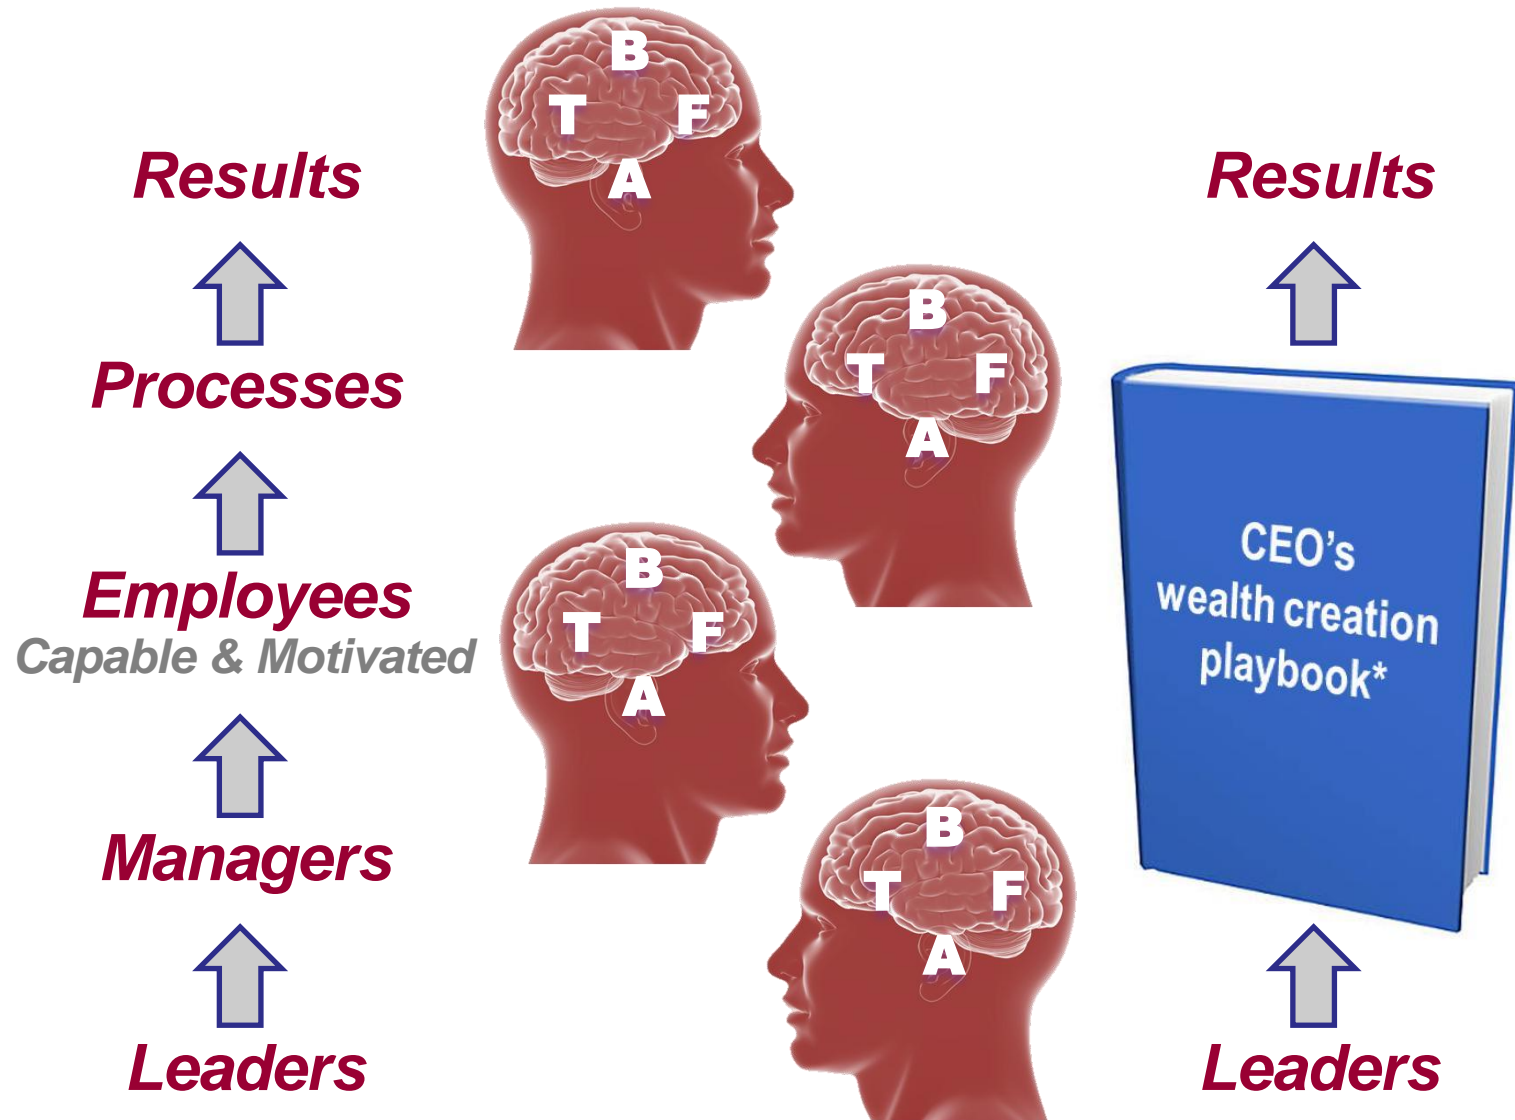 Results
Processes
Employees
Capable & Motivated
Managers
Leaders
B
T F
A
B
T F
A
B
T F
A
B
T F
A
Results
CEO’s
wealth creation
playbook*
Leaders